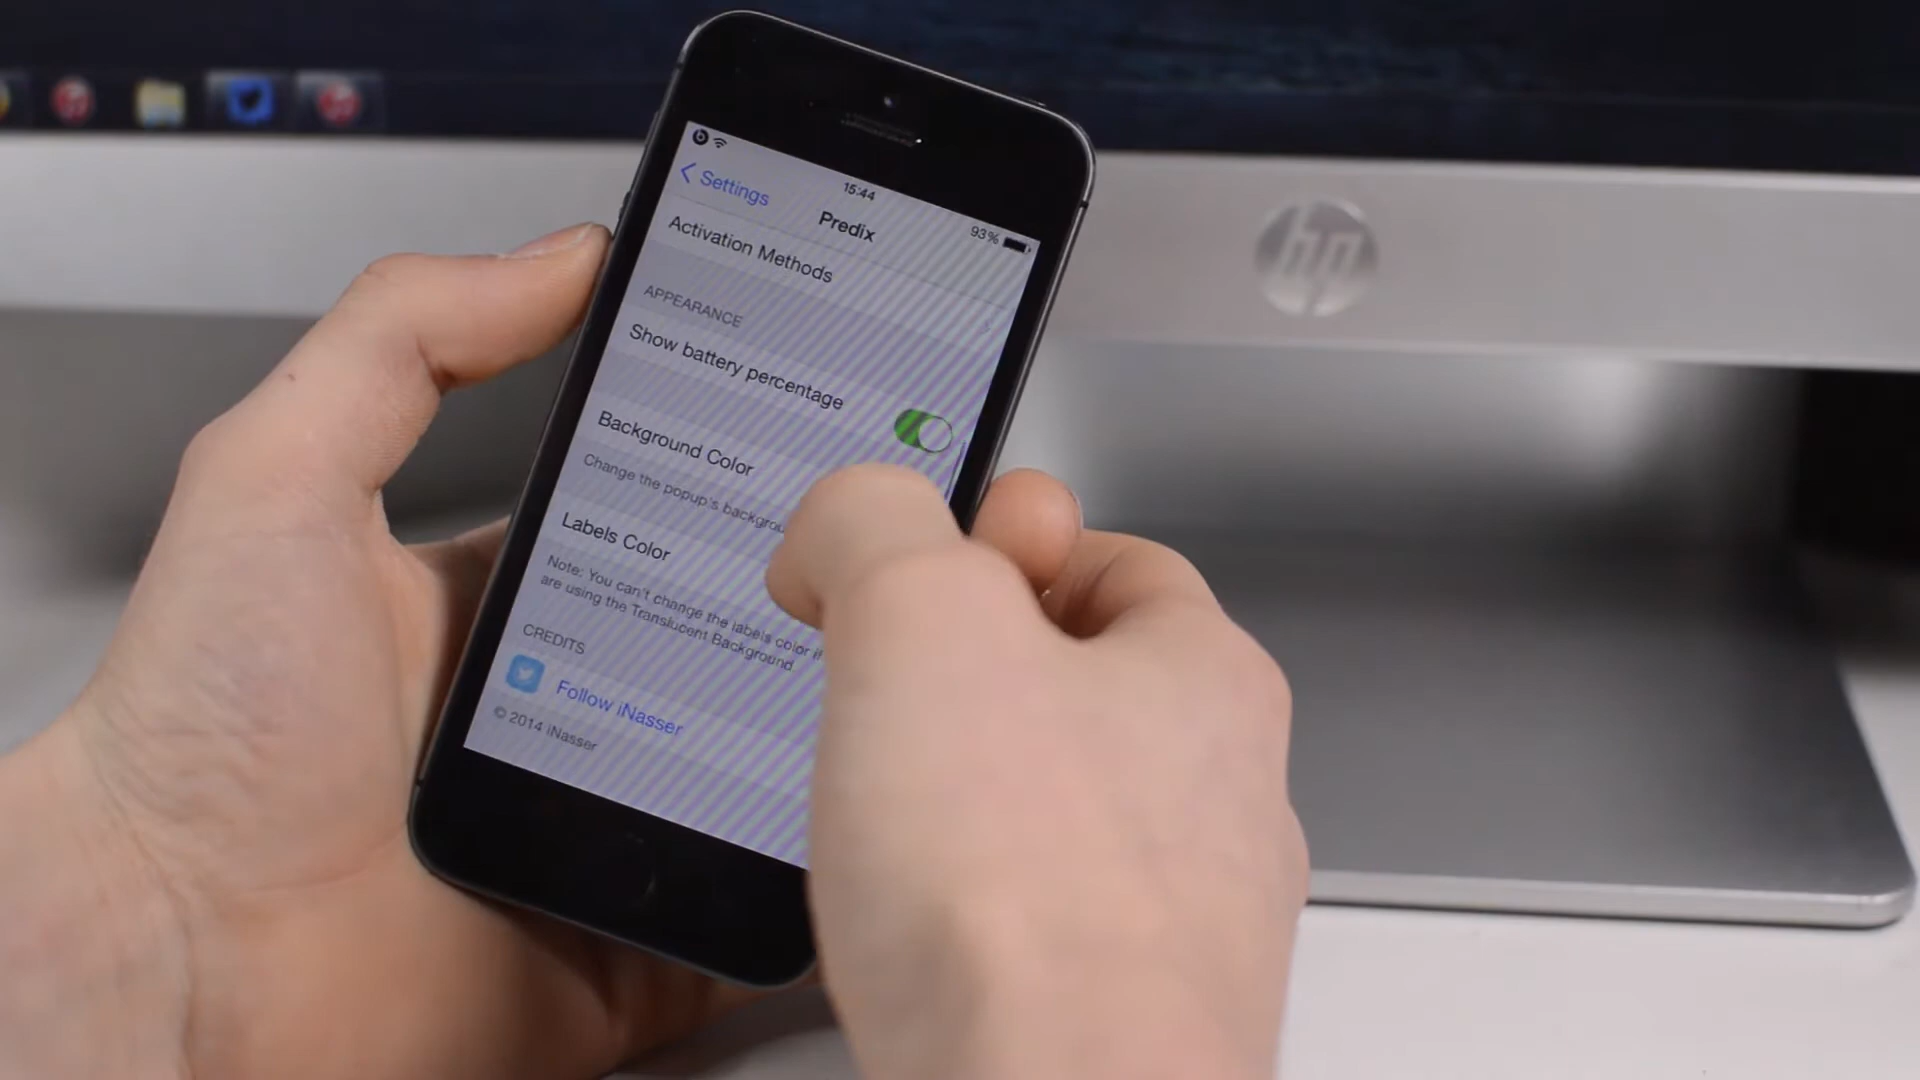 15:44
93%
Settings
Predix
Activation Methods
APPEARANCE
Show battery percentage
Background Color
Change the popup's
Labels Color
Note: You can't change the labels color if
are using the Translucent Background
CREDITS
Follow iNasser
© 2014 iNasser
hp